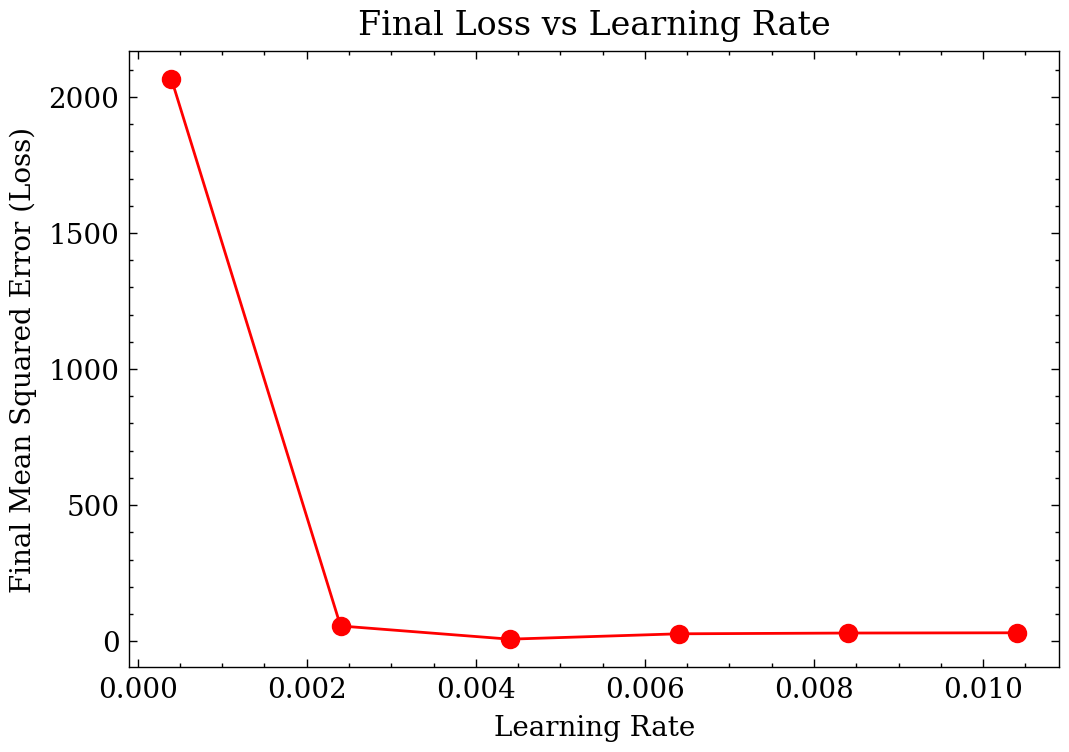 Final Loss vs Learning Rate
Final Mean Squared Error (Loss)
2000
1500
1000
500
0
0.000 0.002 0.004 0.006 0.008 0.010
Learning Rate